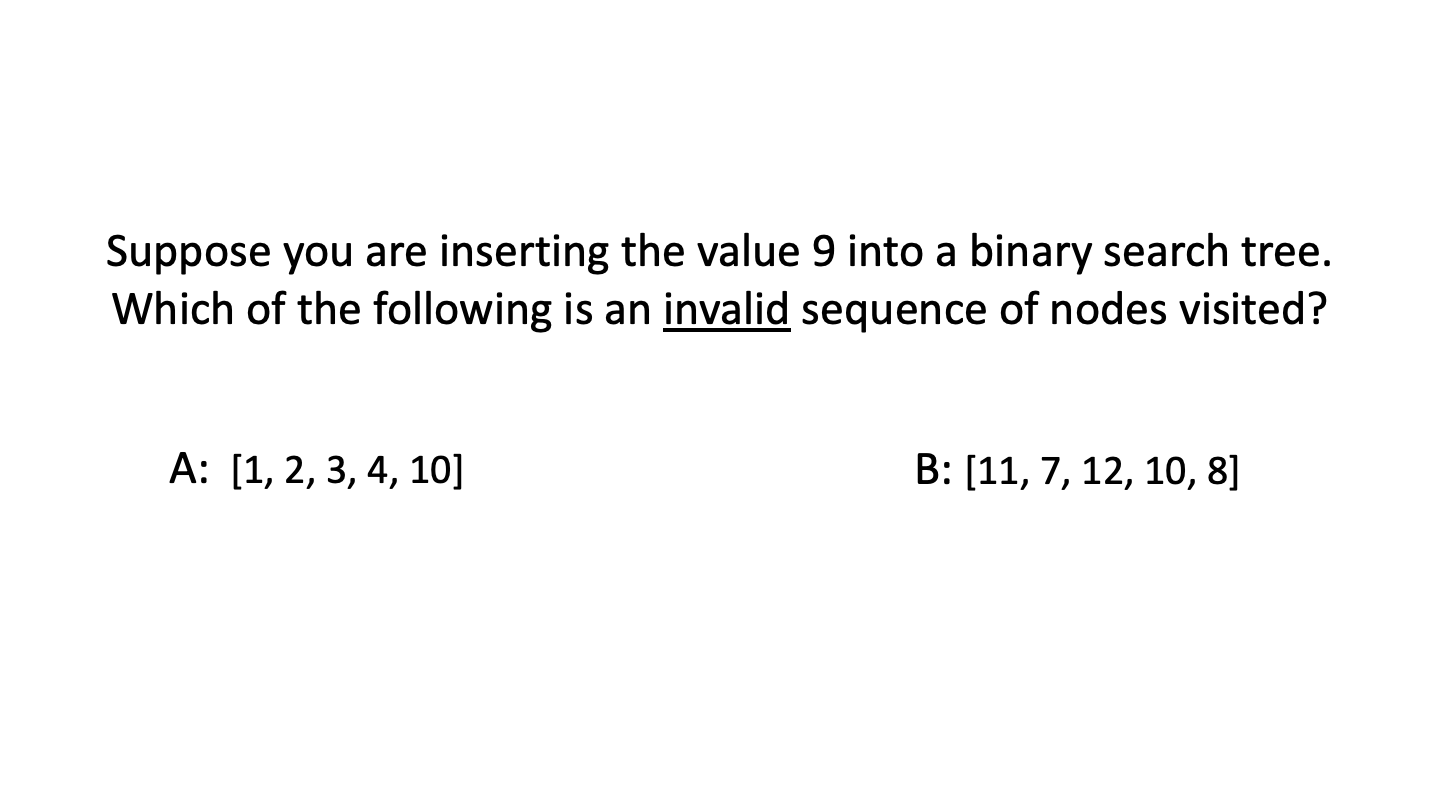 Suppose you are inserting the value 9 into a binary search tree.
Which of the following is an invalid sequence of nodes visited?
A: [1, 2, 3, 4, 10]
B: [11, 7, 12, 10, 8]